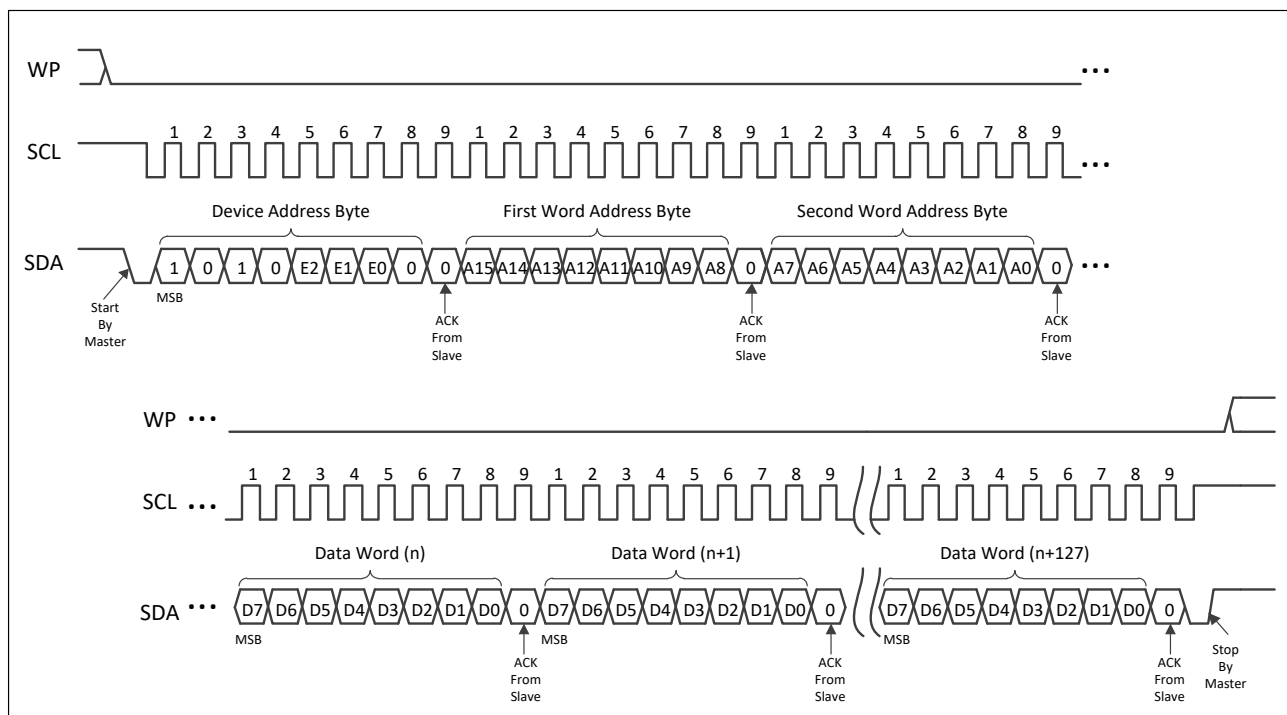 WP ...
1 2 3 4 5 6 7 8 9 1 2 3 4 5 6 7 8 9 1 2 3 4 5 6 7 8 9
SCL ...
Device Address Byte First Word Address Byte Second Word Address Byte
SDA 1 0 1 0 E2 E1 E0 0 0 A15 A14 A13 A12 A11 A10 A9 A8 0 A7 A6 A5 A4 A3 A2 A1 A0 0 ...
MSB
Start By Master
ACK From Slave
ACK From Slave
ACK From Slave
WP ...
1 2 3 4 5 6 7 8 9 1 2 3 4 5 6 7 8 9 1 2 3 4 5 6 7 8 9
SCL ...
Data Word (n) Data Word (n+1) Data Word (n+127)
SDA ... D7 D6 D5 D4 D3 D2 D1 D0 0 D7 D6 D5 D4 D3 D2 D1 D0 0 D7 D6 D5 D4 D3 D2 D1 D0 0
MSB MSB MSB
ACK From Slave
ACK From Slave
ACK From Slave
Stop By Master